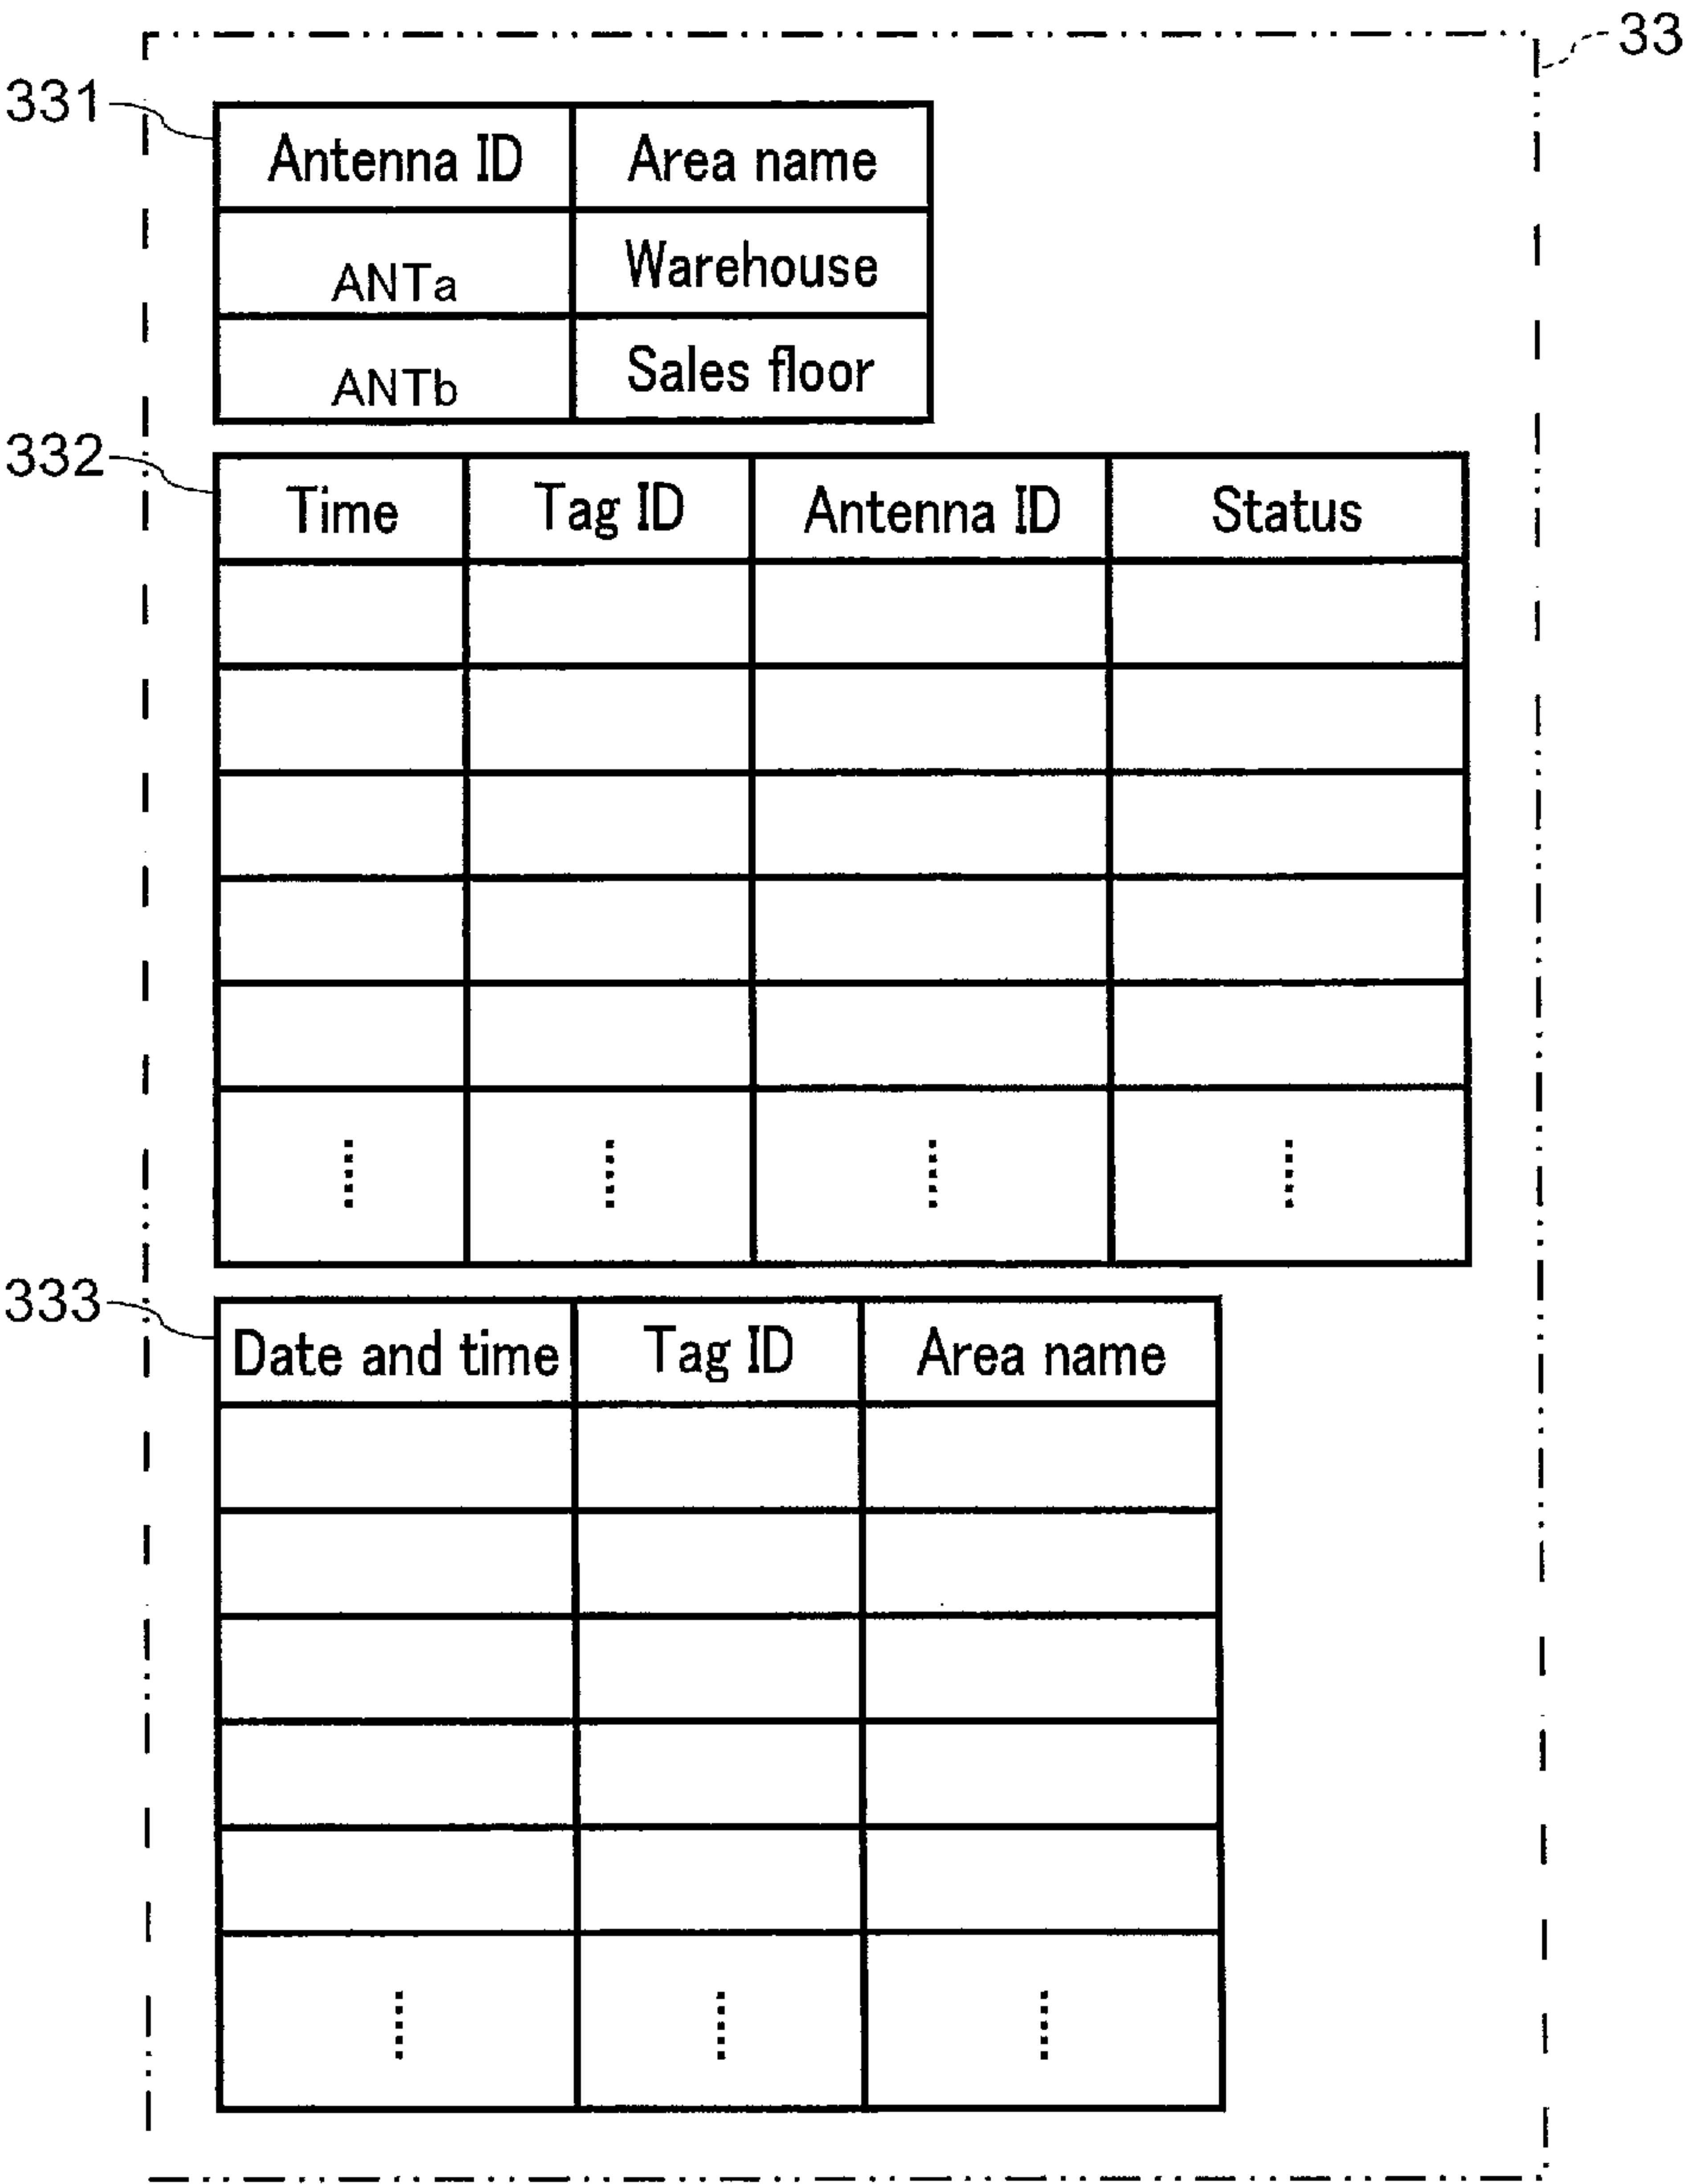 33
331
Antenna ID Area name
ANTa Warehouse
ANTb Sales floor
332
Time Tag ID Antenna ID Status
333
Date and time Tag ID Area name